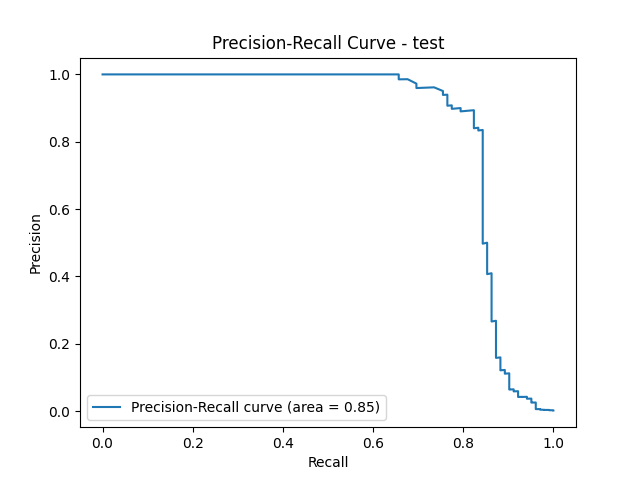 Precision-Recall Curve - test
1.0
0.8
0.6
0.4
0.2
0.0
Precision
Precision-Recall curve (area = 0.85)
0.0 0.2 0.4 0.6 0.8 1.0
Recall